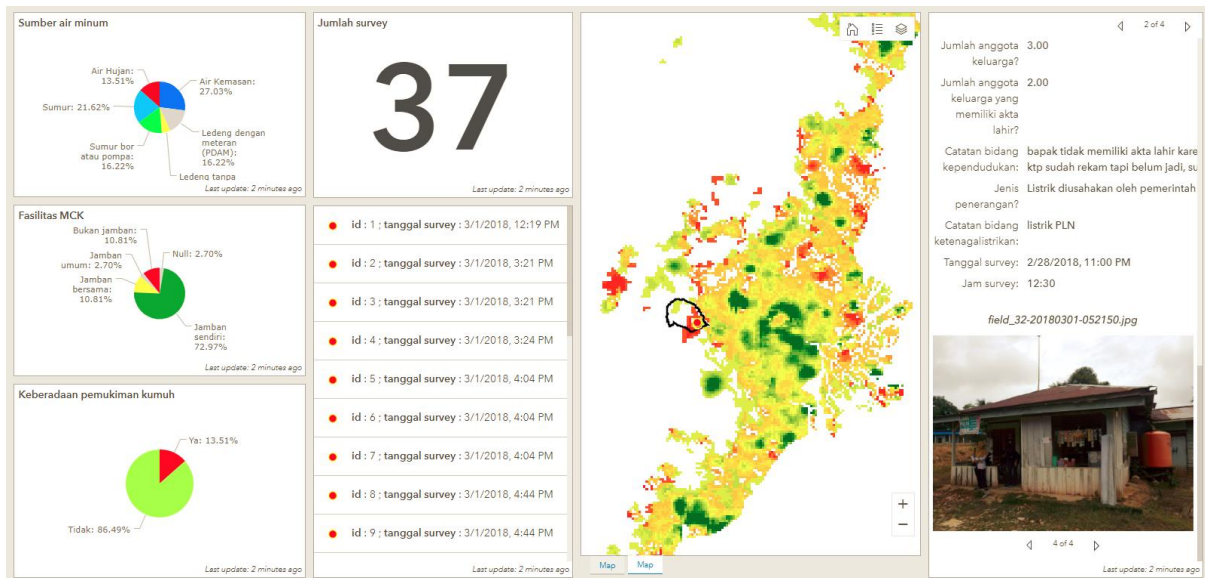 Sumber air minum
Air Hujan:
13.51%
Air Kemasan:
27.03%
Sumur: 21.62%
Ledeng dengan
meteran
(PDAM):
16.22%
Sumur bor
atau pompa:
16.22%
Ledeng tanpa
Last update: 2 minutes ago
Fasilitas MCK
Bukan jamban:
10.81%
Null: 2.70%
Jamban
umum: 2.70%
Jamban
bersama:
10.81%
Jamban
sendiri:
72.97%
Last update: 2 minutes ago
Keberadaan pemukiman kumuh
Ya: 13.51%
Tidak: 86.49%
Last update: 2 minutes ago
Jumlah survey
37
Last update: 2 minutes ago
id : 1 ; tanggal survey : 3/1/2018, 12:19 PM
id : 2 ; tanggal survey : 3/1/2018, 3:21 PM
id : 3 ; tanggal survey : 3/1/2018, 3:21 PM
id : 4 ; tanggal survey : 3/1/2018, 3:24 PM
id : 5 ; tanggal survey : 3/1/2018, 4:04 PM
id : 6 ; tanggal survey : 3/1/2018, 4:04 PM
id : 7 ; tanggal survey : 3/1/2018, 4:04 PM
id : 8 ; tanggal survey : 3/1/2018, 4:44 PM
id : 9 ; tanggal survey : 3/1/2018, 4:44 PM
Last update: 2 minutes ago
+
−
Map Map
2 of 4
Jumlah anggota 3.00
keluarga?
Jumlah anggota 2.00
keluarga yang
memiliki akta
lahir?
Catatan bidang bapak tidak memiliki akta lahir kare
kependudukan: ktp sudah rekam tapi belum jadi, su
Jenis Listrik diusahakan oleh pemerintah
penerangan?
Catatan bidang listrik PLN
ketenagalistrikan:
Tanggal survey: 2/28/2018, 11:00 PM
Jam survey: 12:30
field_32-20180301-052150.jpg
4 of 4
Last update: 2 minutes ago